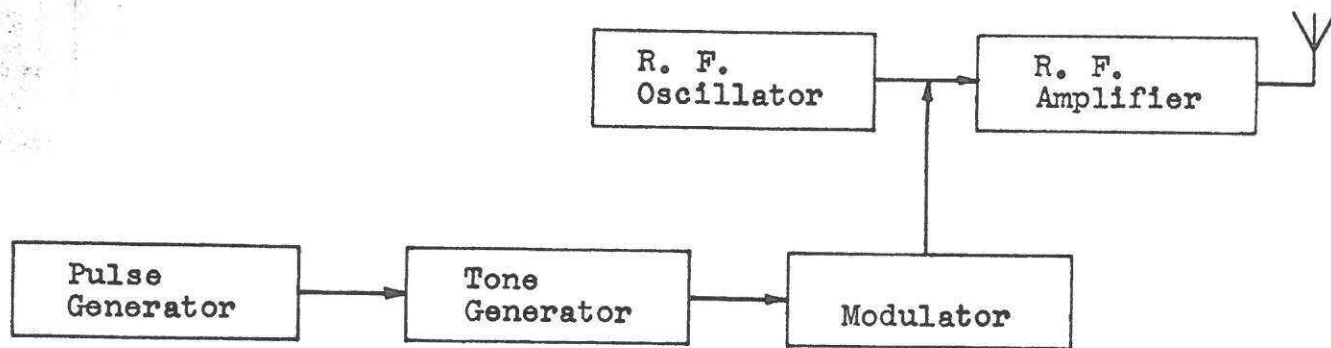 R. F.
Oscillator
R. F.
Amplifier
Pulse
Generator
Tone
Generator
Modulator